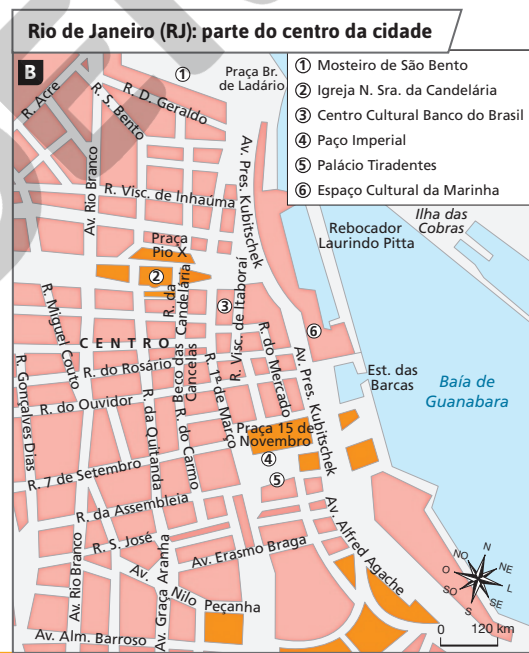 Rio de Janeiro (RJ): parte do centro da cidade
B
① Mosteiro de São Bento
② Igreja N. Sra. da Candelária
③ Centro Cultural Banco do Brasil
④ Paço Imperial
⑤ Palácio Tiradentes
⑥ Espaço Cultural da Marinha
①
Praça Br.
de Ladário
R. Acre
R. D. Geraldo
R. S. Bento
Av. Rio Branco
Av. Pres. Kubitschek
R. Visc. de Inhaúma
Ilha das
Cobras
Rebocador
Laurindo Pitta
Praça
Pio X
②
R. da
Candelária
③
R. Visc. de Itaboraí
⑥
R. Miguel Couto
CENTRO
R. do Rosário
Beco das
Cancelas
R. 1º de Março
R. do Mercado
Av. Pres. Kubitschek
Est. das
Barcas
Baía de
Guanabara
R. Gonçalves Dias
R. do Ouvidor
R. da Quitanda
R. do Carmo
Praça 15 de
Novembro
④
⑤
R. 7 de Setembro
R. da Assembleia
R. S. José
Av. Erasmo Braga
Av. Alfred Agache
Av. Rio Branco
Av. Nilo Peçanha
Av. Graça Aranha
Av. Alm. Barroso
N
NE
L
SE
S
SO
O
NO
0 120 km